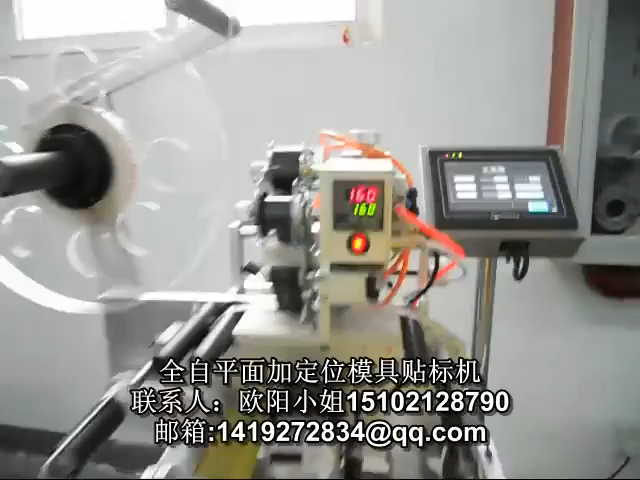 160
160
全自平面加定位模具贴标机
联系人：欧阳小姐15102128790
邮箱:1419272834@qq.com